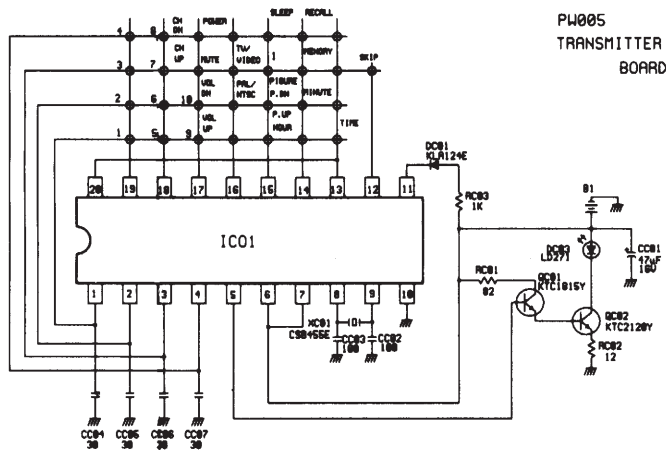 PW005
TRANSMITTER
BOARD
SLEEP RECALL
4 8 CH DN POWER
CH UP MUTE TV/ VIDEO 1 MEMORY SKIP
3 7
VOL DN PAL/ NTSC P.DN MINUTE
2 6 10
VOL UP P.UP HOUR TIME
1 5 9
DC01
KLR124E
20 19 18 17 16 15 14 13 12 11
RC03
1K
B1
IC01
DC03
LD271
CC01
47uF
16V
RC01
82
QC01
KTC1815Y
1 2 3 4 5 6 7 8 9 10
XC01
CSB455E
CC03
100
CC02
100
QC02
KTC2120Y
RC02
12
CC04
30
CC05
30
CC06
30
CC07
30